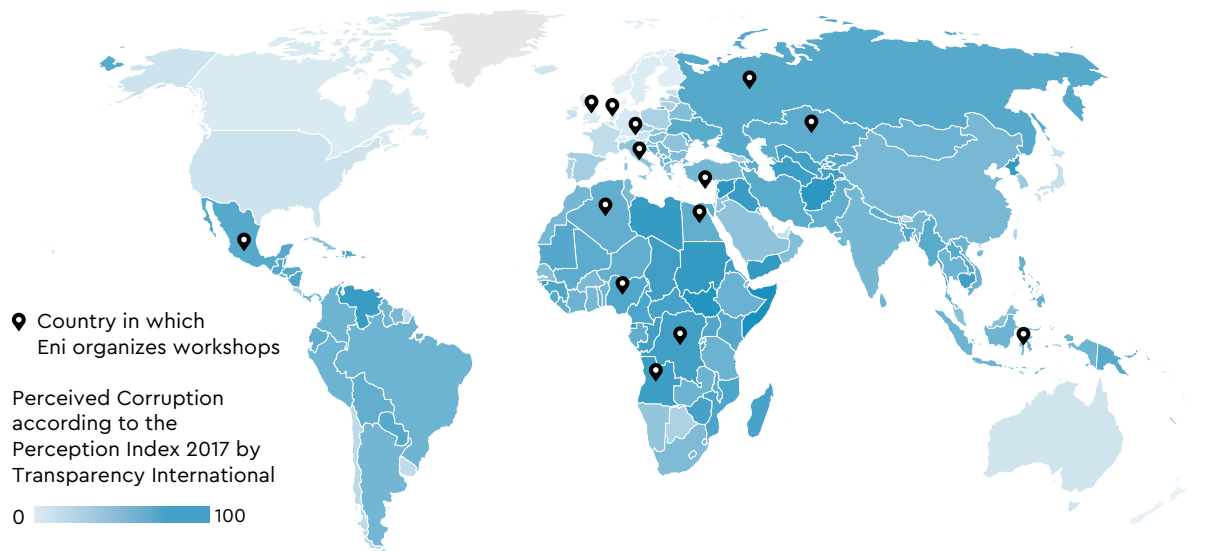 Country in which
Eni organizes workshops
Perceived Corruption
according to the
Perception Index 2017 by
Transparency International
0 100